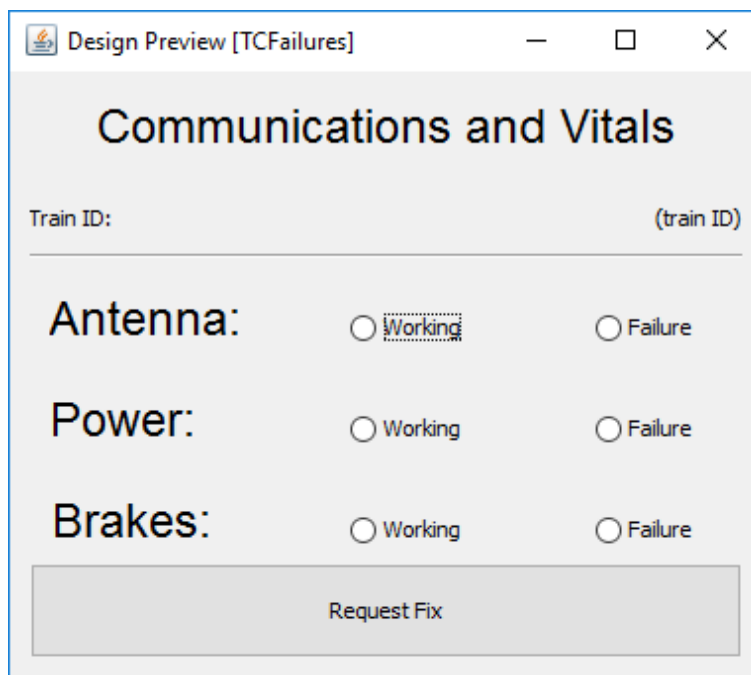 Design Preview [TCFailures]
Communications and Vitals
Train ID: (train ID)
Antenna: Working Failure
Power: Working Failure
Brakes: Working Failure
Request Fix